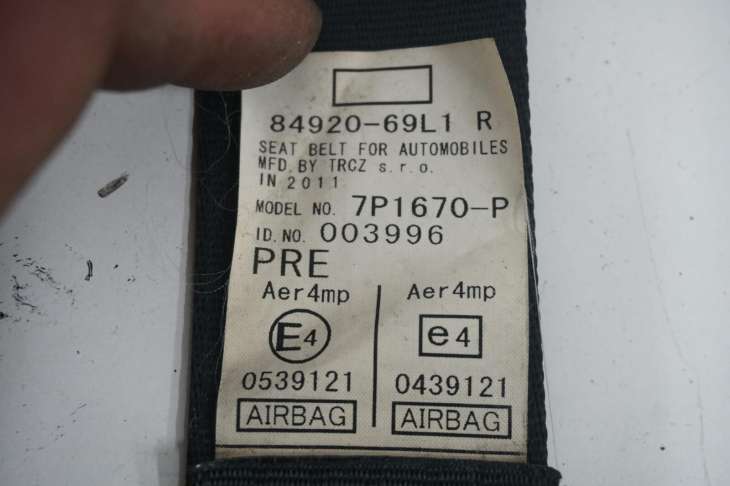 84920-69L1 R
SEAT BELT FOR AUTOMOBILES
MFD. BY TRCZ s.r.o.
IN 2011
MODEL NO. 7P1670-P
ID. NO. 003996
PRE
Aer4mp Aer4mp
E4 e4
0539121 0439121
AIRBAG AIRBAG